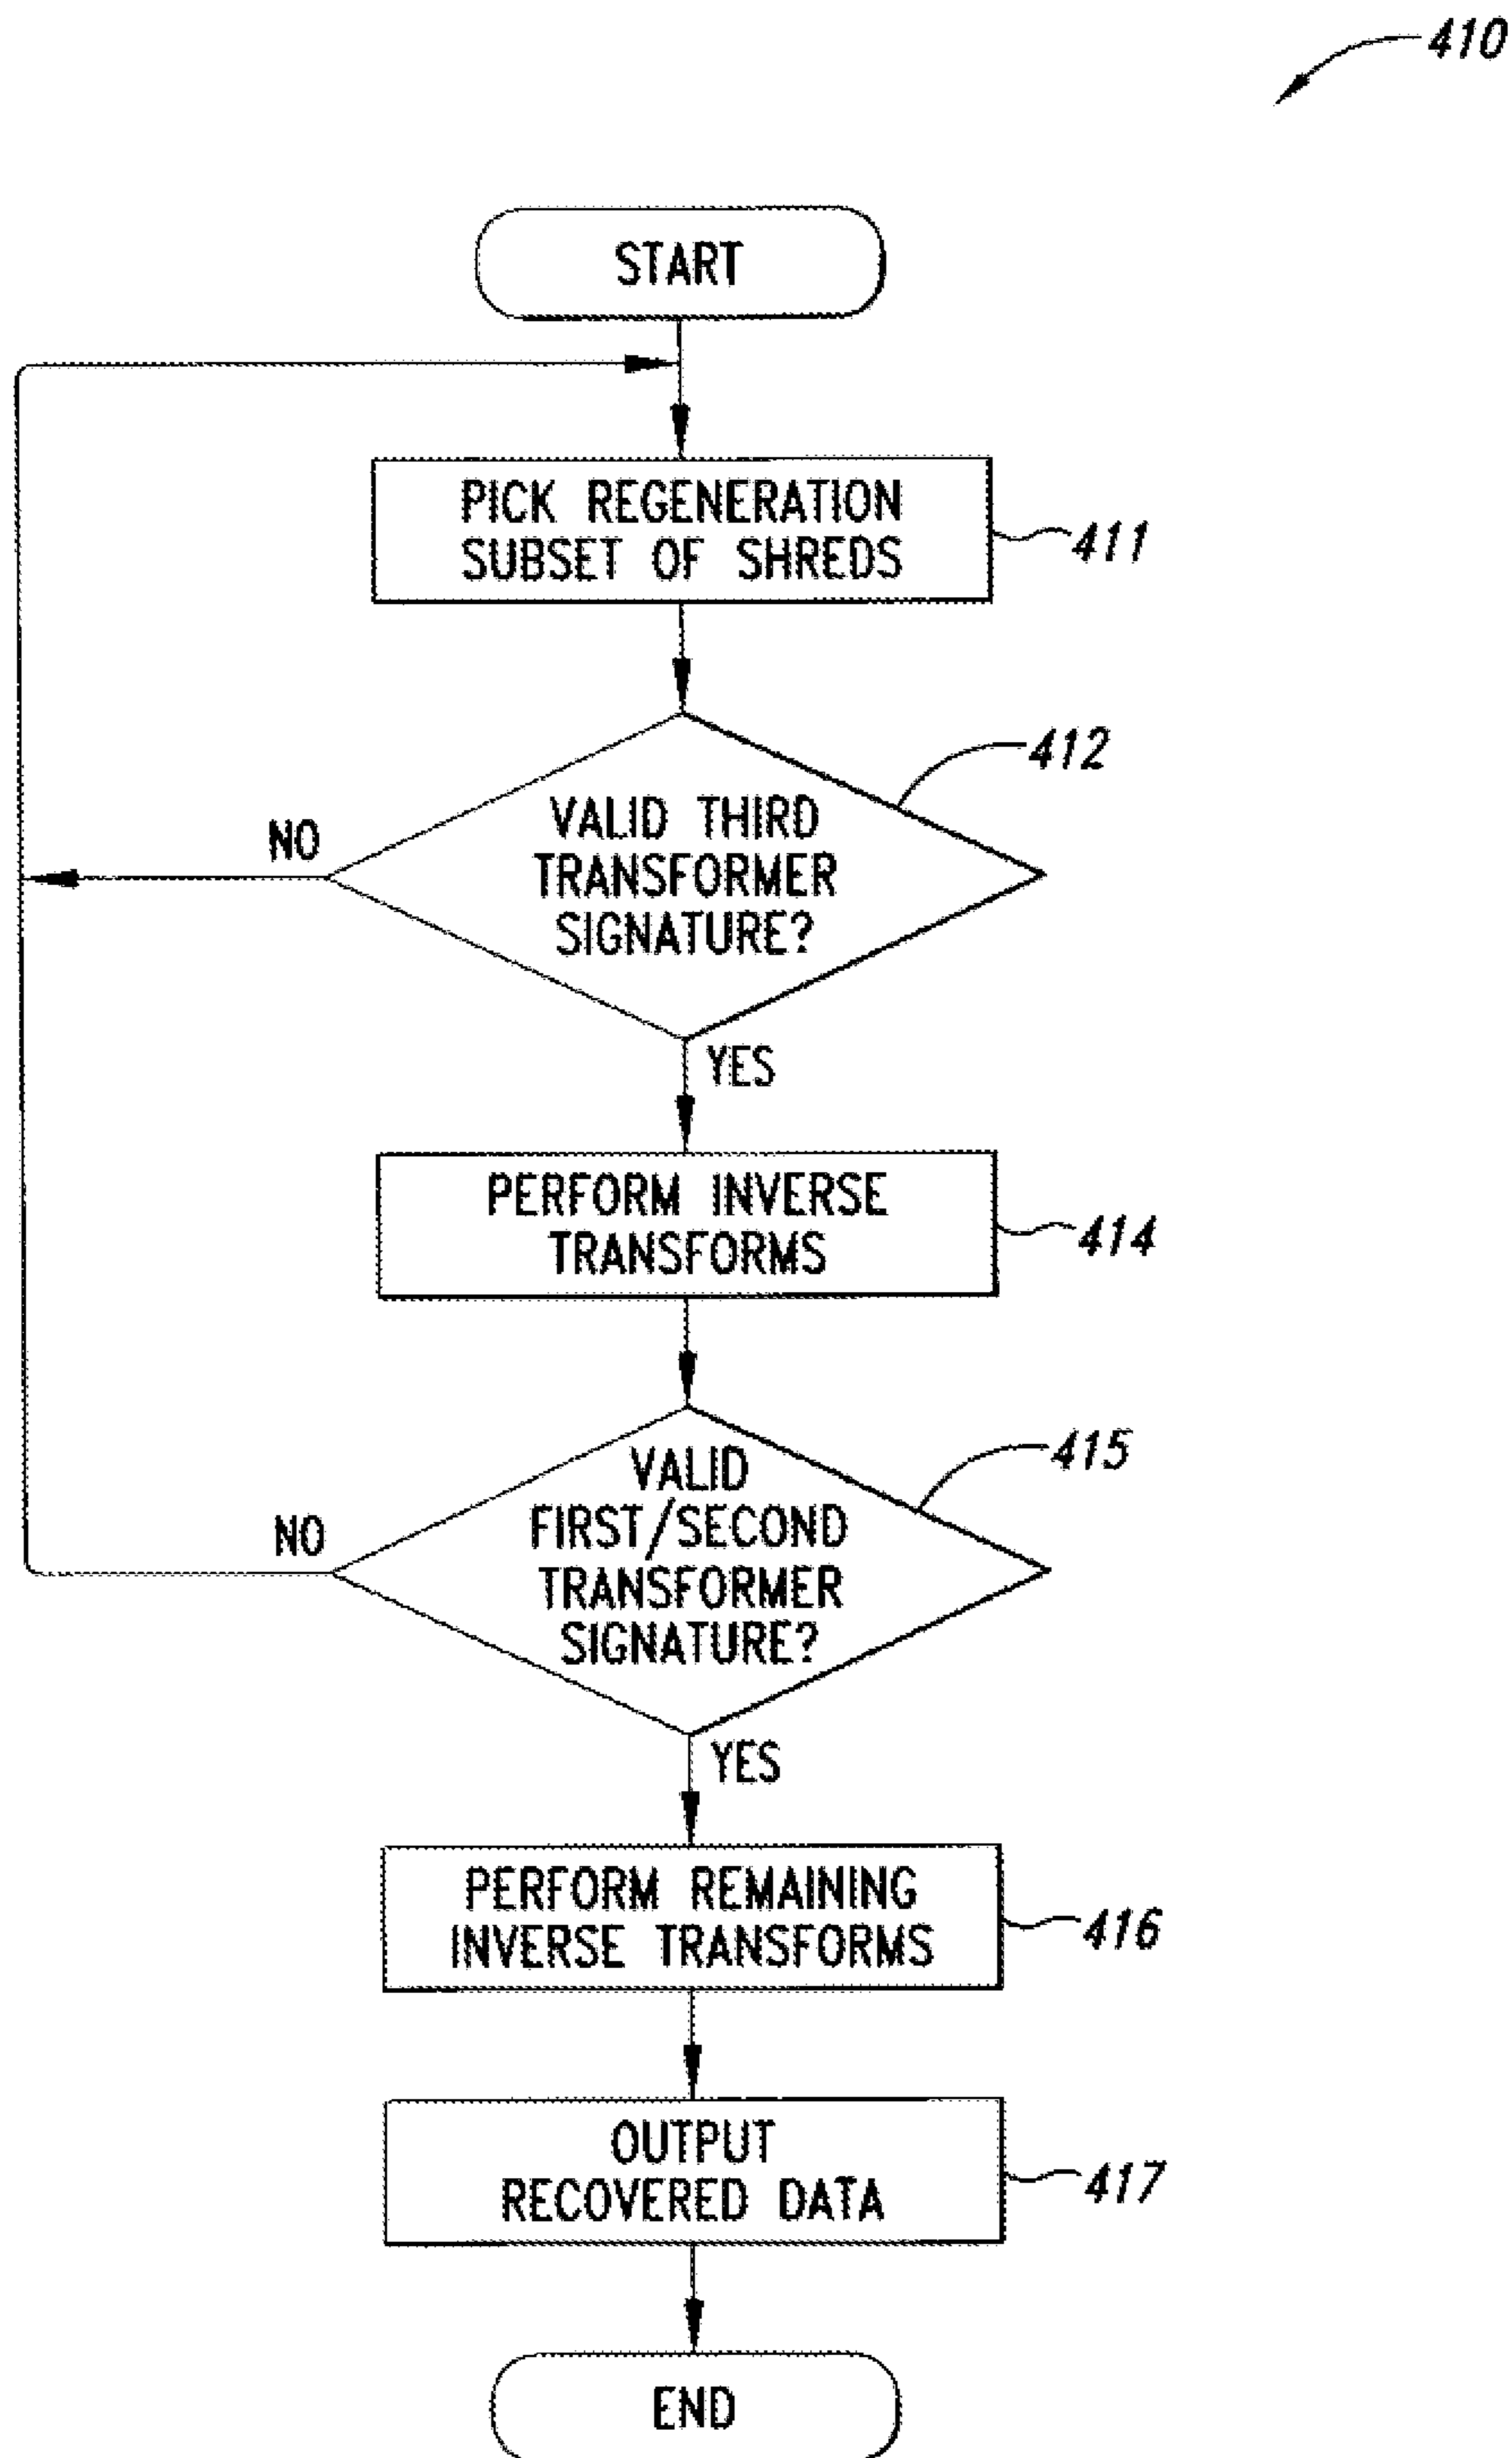 410
START
PICK REGENERATION
SUBSET OF SHREDS
411
412
VALID THIRD
TRANSFORMER
SIGNATURE?
NO
YES
PERFORM INVERSE
TRANSFORMS
414
415
VALID
FIRST/SECOND
TRANSFORMER
SIGNATURE?
NO
YES
PERFORM REMAINING
INVERSE TRANSFORMS
416
OUTPUT
RECOVERED DATA
417
END